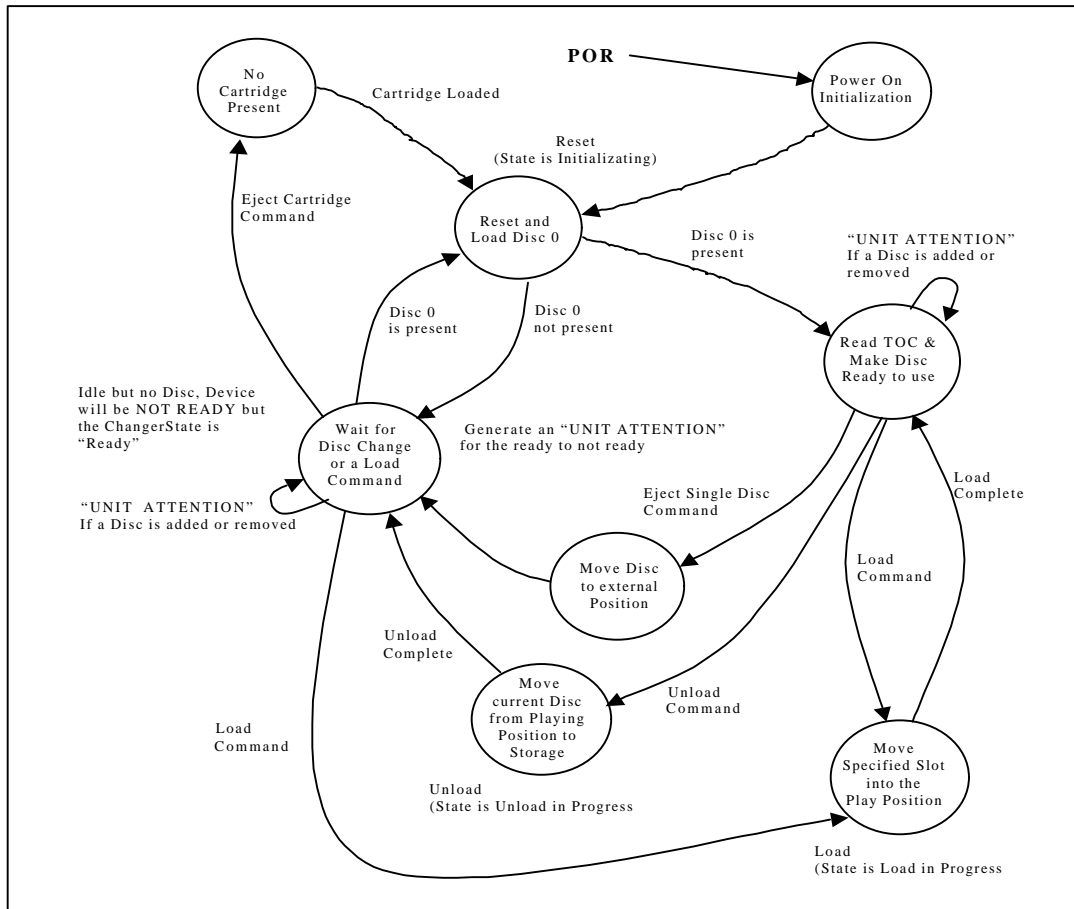 POR
No
Cartridge
Present
Power On
Initialization
Cartridge Loaded
Reset
(State is Initializating)
Eject Cartridge
Command
Reset and
Load Disc 0
Disc 0 is
present
“UNIT ATTENTION”
If a Disc is added or
removed
Disc 0
is present
Disc 0
not present
Read TOC &
Make Disc
Ready to use
Idle but no Disc, Device
will be NOT READY but
the ChangerState is
“Ready”
Wait for
Disc Change
or a Load
Command
Generate an “UNIT ATTENTION”
for the ready to not ready
“UNIT ATTENTION”
If a Disc is added or removed
Eject Single Disc
Command
Load
Complete
Move Disc
to external
Position
Load
Command
Unload
Complete
Move
current Disc
from Playing
Position to
Storage
Unload
Command
Load
Command
Move
Specified Slot
into the
Play Position
Unload
(State is Unload in Progress
Load
(State is Load in Progress